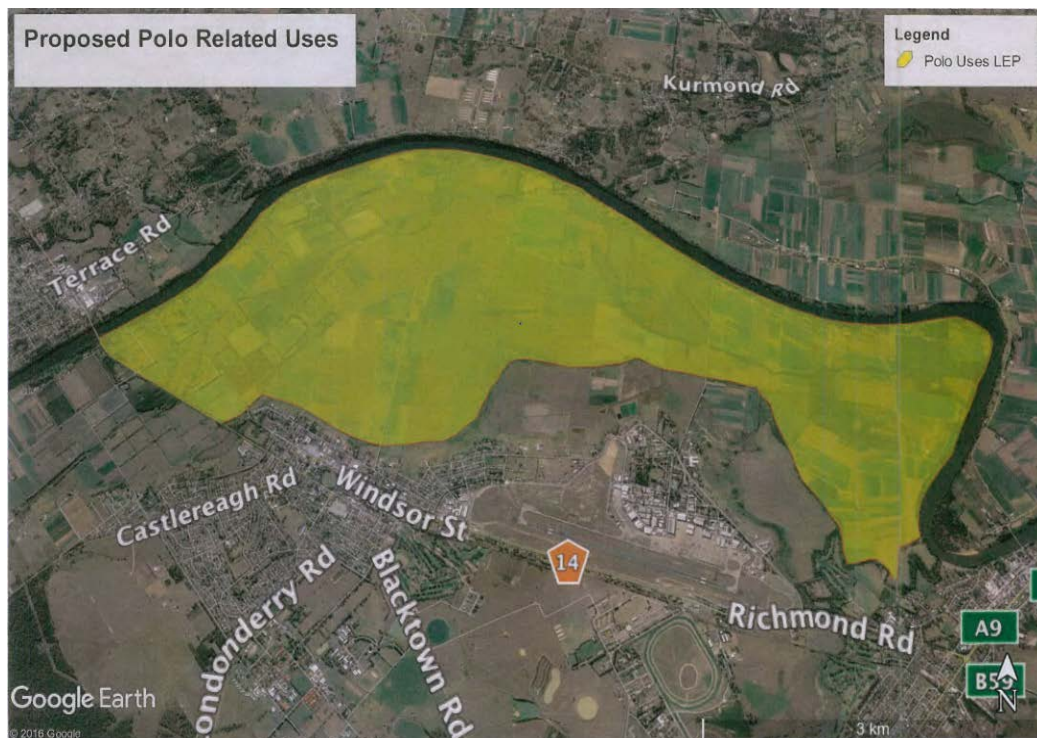 Proposed Polo Related Uses
Legend
Polo Uses LEP
Kurmond Rd
Terrace Rd
Castlereagh Rd
Windsor St
14
Londonderry Rd
Blacktown Rd
Richmond Rd
A9
B59
N
Google Earth
© 2016 Google
3 km